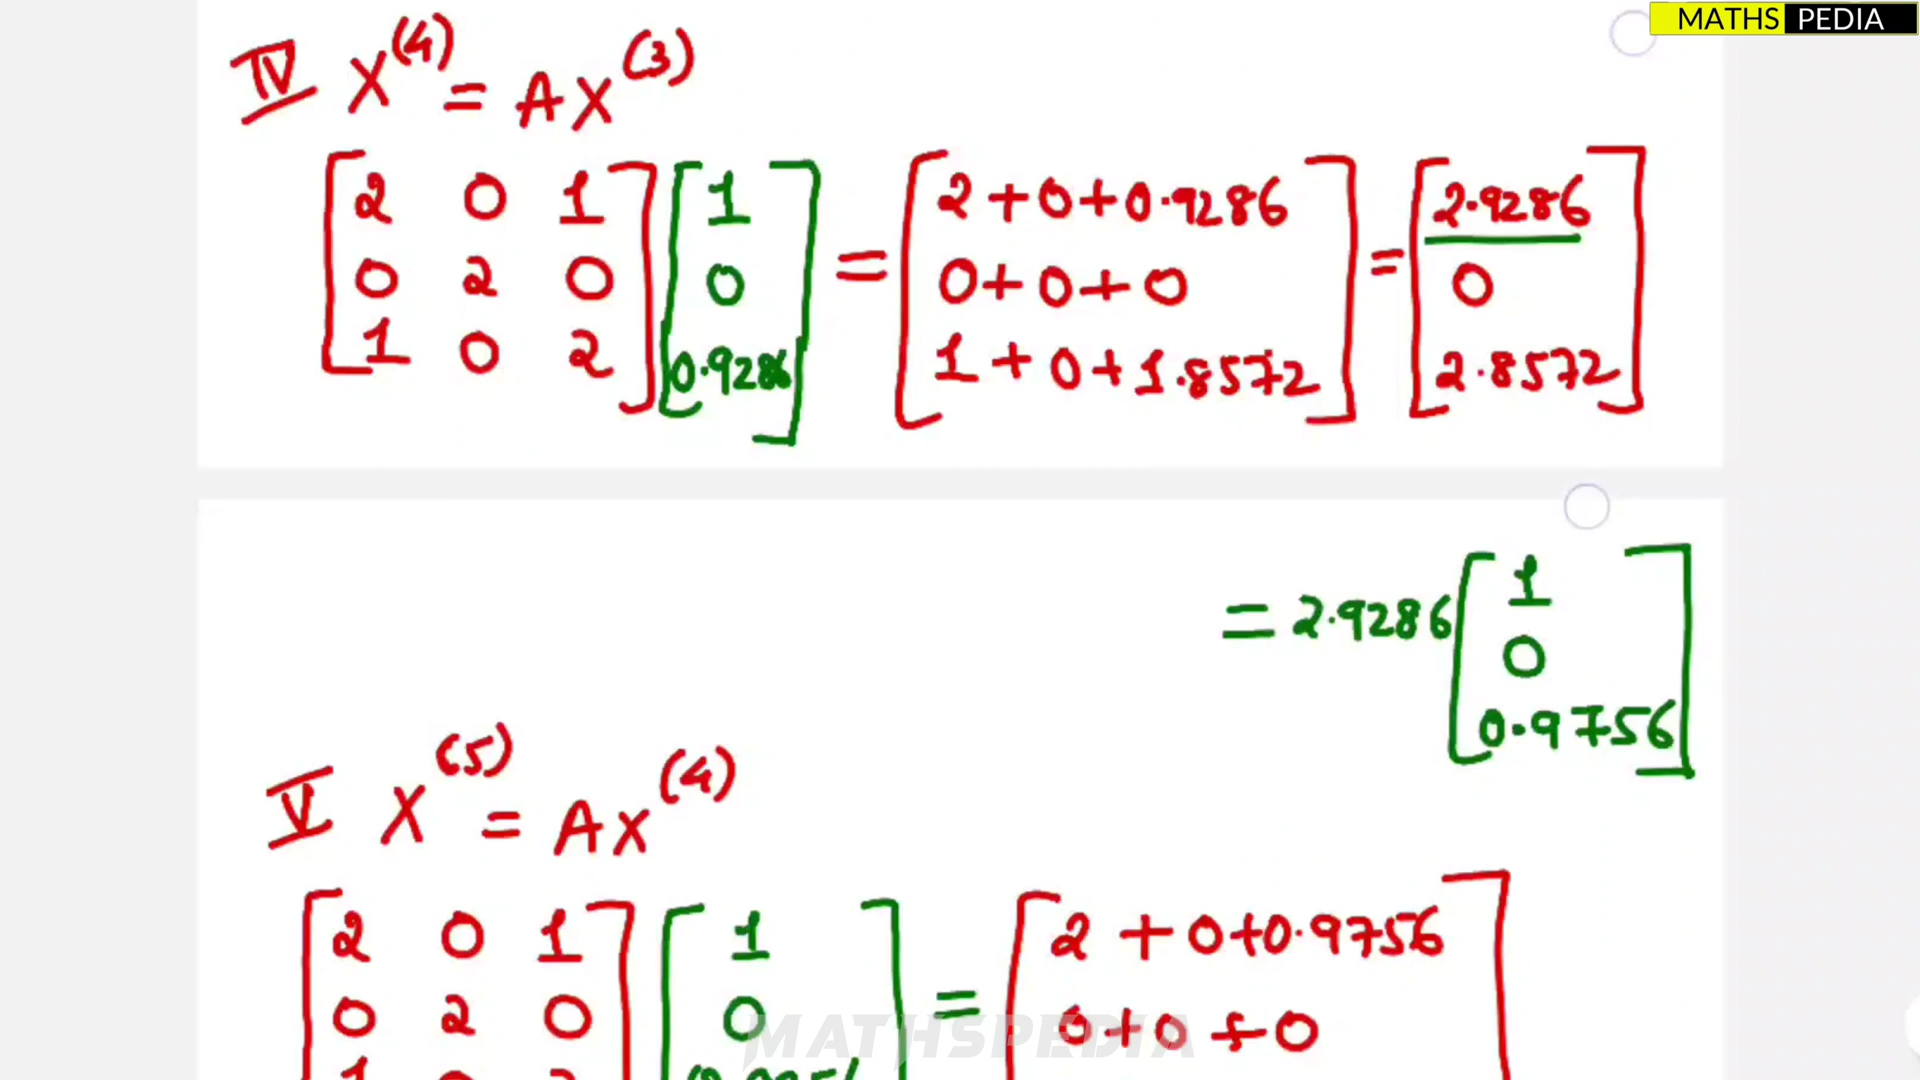 MATHS PEDIA
IV X^(4) = AX^(3)
[2 0 1] [1] = [2+0+0.9286] = [2.9286]
[0 2 0] [0] [0+0+0] [0]
[1 0 2] [0.9286] [1+0+1.8572] [2.8572]
= 2.9286 [1]
[0]
[0.9756]
V X^(5) = AX^(4)
[2 0 1] [1] = [2+0+0.9756]
[0 2 0] [0] [0+0+0]
MATHSPEDIA